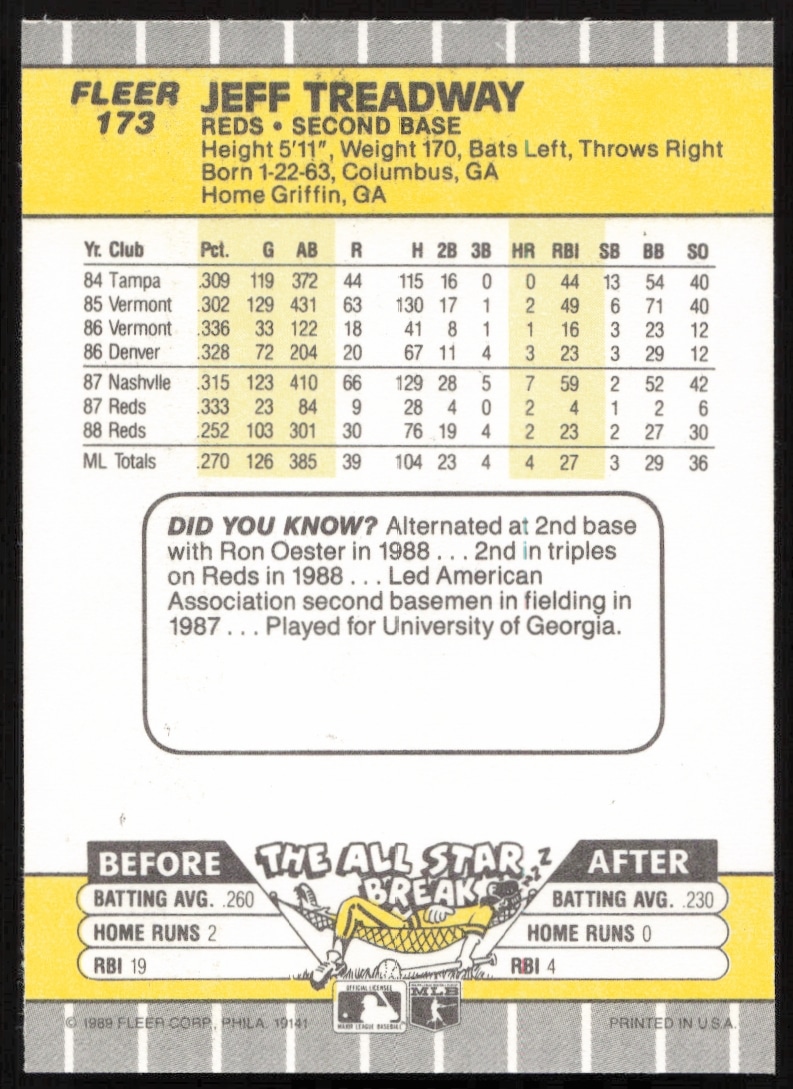 FLEER
173
JEFF TREADWAY
REDS • SECOND BASE
Height 5'11", Weight 170, Bats Left, Throws Right
Born 1-22-63, Columbus, GA
Home Griffin, GA
Yr. Club Pct. G AB R H 2B 3B HR RBI SB BB SO
84 Tampa .309 119 372 44 115 16 0 0 44 13 54 40
85 Vermont .302 129 431 63 130 17 1 2 49 6 71 40
86 Vermont .336 33 122 18 41 8 1 1 16 3 23 12
86 Denver .328 72 204 20 67 11 4 3 23 3 29 12
87 Nashvlle .315 123 410 66 129 28 5 7 59 2 52 42
87 Reds .333 23 84 9 28 4 0 2 4 1 2 6
88 Reds .252 103 301 30 76 19 4 2 23 2 27 30
ML Totals .270 126 385 39 104 23 4 4 27 3 29 36
DID YOU KNOW? Alternated at 2nd base
with Ron Oester in 1988 . . . 2nd in triples
on Reds in 1988 . . . Led American
Association second basemen in fielding in
1987 . . . Played for University of Georgia.
THE ALL STAR
BREAK
ZZZ
BEFORE
BATTING AVG. .260
HOME RUNS 2
RBI 19
AFTER
BATTING AVG. .230
HOME RUNS 0
RBI 4
OFFICIAL LICENSEE
MAJOR LEAGUE BASEBALL
MLB
© 1989 FLEER CORP., PHILA. 19141
PRINTED IN U.S.A.